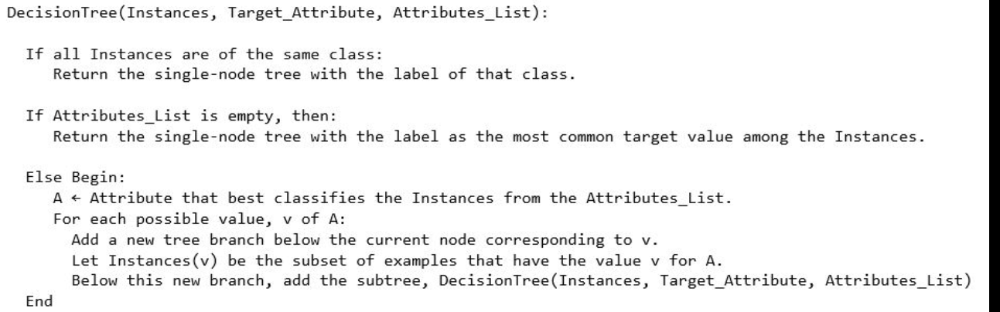 DecisionTree(Instances, Target_Attribute, Attributes_List):
If all Instances are of the same class:
Return the single-node tree with the label of that class.
If Attributes_List is empty, then:
Return the single-node tree with the label as the most common target value among the Instances.
Else Begin:
A ← Attribute that best classifies the Instances from the Attributes_List.
For each possible value, v of A:
Add a new tree branch below the current node corresponding to v.
Let Instances(v) be the subset of examples that have the value v for A.
Below this new branch, add the subtree, DecisionTree(Instances, Target_Attribute, Attributes_List)
End